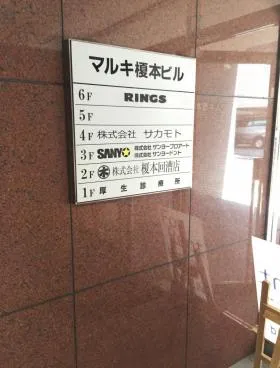 マルキ榎本ビル
6F RINGS
5F
4F 株式会社 サカモト
3F SANYO 株式会社 サンヨープロアート
株式会社 サンヨードット
2F 株式会社 榎本回漕店
1F 厚生診療所